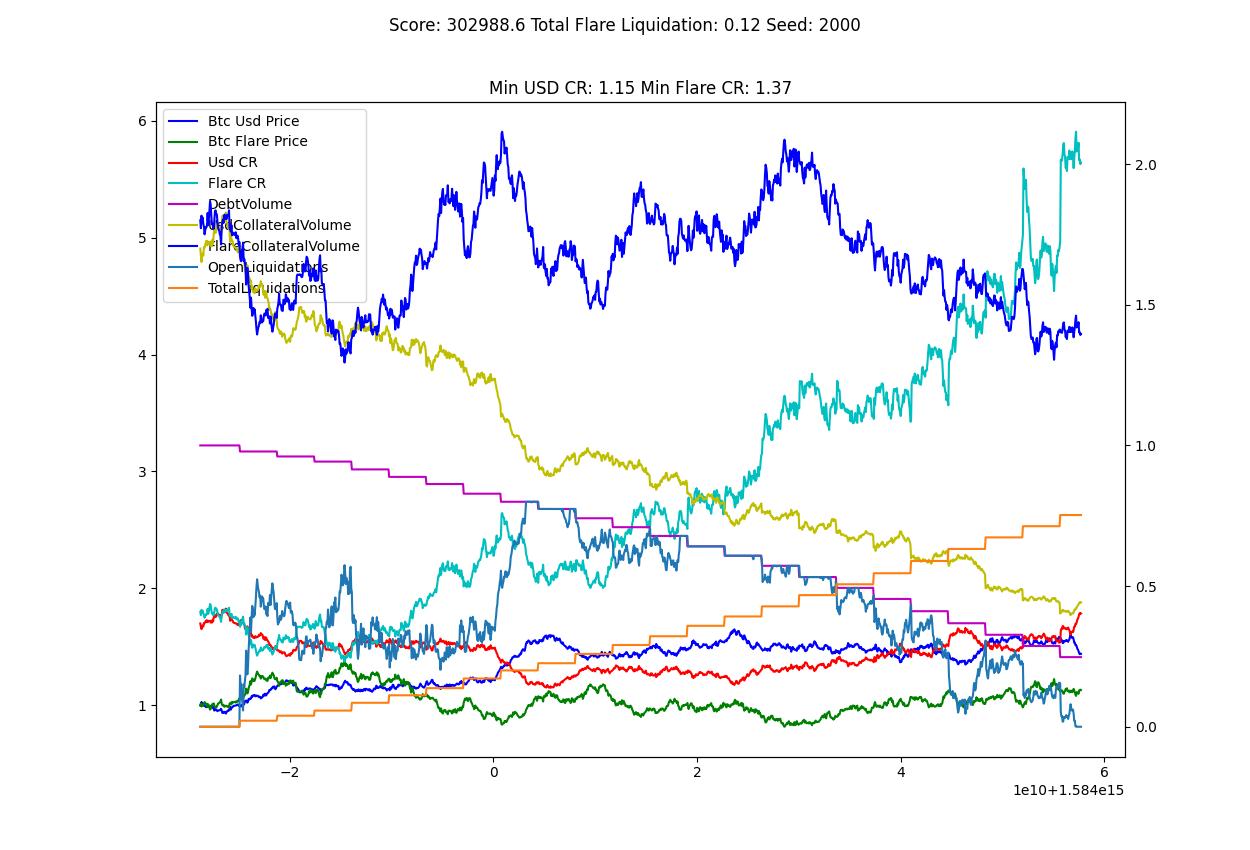 Score: 302988.6 Total Flare Liquidation: 0.12 Seed: 2000
Min USD CR: 1.15 Min Flare CR: 1.37
Btc Usd Price
Btc Flare Price
Usd CR
Flare CR
DebtVolume
UsdCollateralVolume
FlareCollateralVolume
OpenLiquidations
TotalLiquidations
6
5
4
3
2
1
2.0
1.5
1.0
0.5
0.0
−2
0
2
4
6
1e10+1.584e15